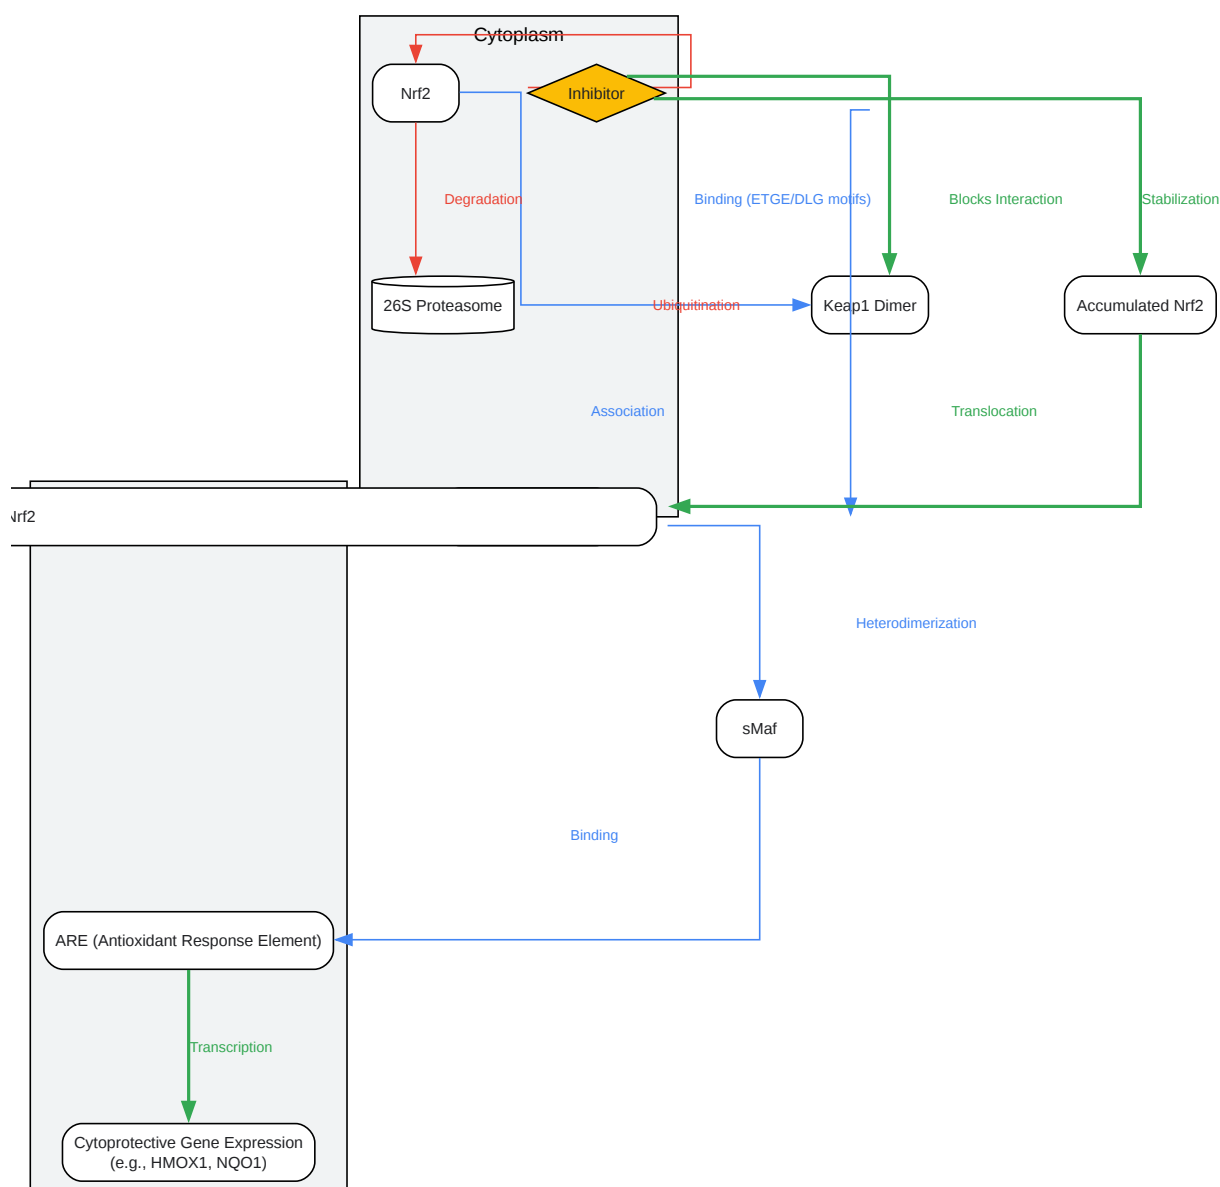 Cytoplasm
Nrf2
Inhibitor
Degradation
Binding (ETGE/DLG motifs)
Blocks Interaction
Stabilization
26S Proteasome
Ubiquitination
Keap1 Dimer
Accumulated Nrf2
Association
Translocation
Nrf2
Heterodimerization
sMaf
Binding
ARE (Antioxidant Response Element)
Transcription
Cytoprotective Gene Expression
(e.g., HMOX1, NQO1)